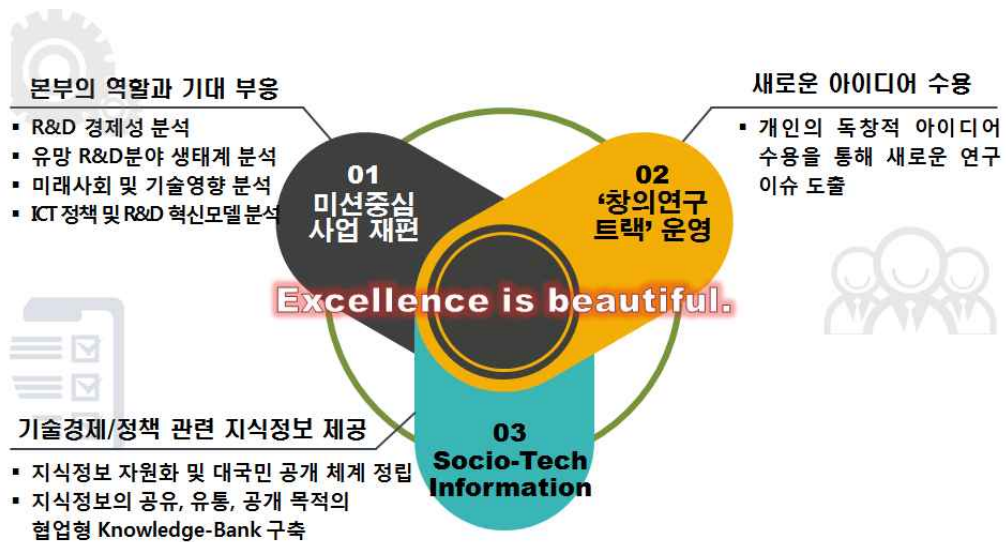 본부의 역할과 기대 부응
▪ R&D 경제성 분석
▪ 유망 R&D분야 생태계 분석
▪ 미래사회 및 기술영향 분석
▪ ICT 정책 및 R&D 혁신모델 분석
01
미션중심
사업 재편
새로운 아이디어 수용
▪ 개인의 독창적 아이디어
수용을 통해 새로운 연구
이슈 도출
02
‘창의연구
트랙’ 운영
Excellence is beautiful.
기술경제/정책 관련 지식정보 제공
▪ 지식정보 자원화 및 대국민 공개 체계 정립
▪ 지식정보의 공유, 유통, 공개 목적의
협업형 Knowledge-Bank 구축
03
Socio-Tech
Information